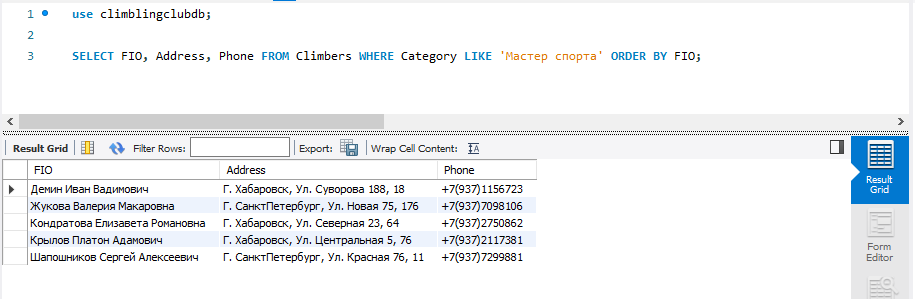 1 use climblingclubdb;
2
3 SELECT FIO, Address, Phone FROM Climbers WHERE Category LIKE 'Мастер спорта' ORDER BY FIO;
Result Grid Filter Rows: Export: Wrap Cell Content: IA
FIO Address Phone
Демин Иван Вадимович Г. Хабаровск, Ул. Суворова 188, 18 +7(937)1156723
Жукова Валерия Макаровна Г. СанктПетербург, Ул. Новая 75, 176 +7(937)7098106
Кондратова Елизавета Романовна Г. Хабаровск, Ул. Северная 23, 64 +7(937)2750862
Крылов Платон Адамович Г. Хабаровск, Ул. Центральная 5, 76 +7(937)2117381
Шапошников Сергей Алексеевич Г. СанктПетербург, Ул. Красная 76, 11 +7(937)7299881
Result
Grid
Form
Editor